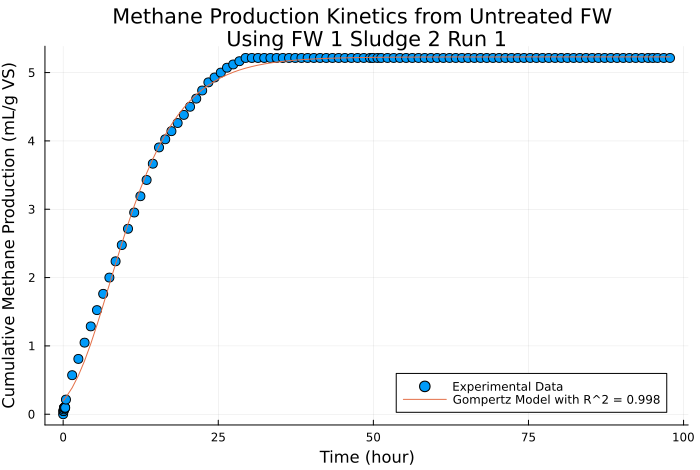 Methane Production Kinetics from Untreated FW
Using FW 1 Sludge 2 Run 1
Cumulative Methane Production (mL/g VS)
5
4
3
2
1
0
0 25 50 75 100
Time (hour)
Experimental Data
Gompertz Model with R^2 = 0.998